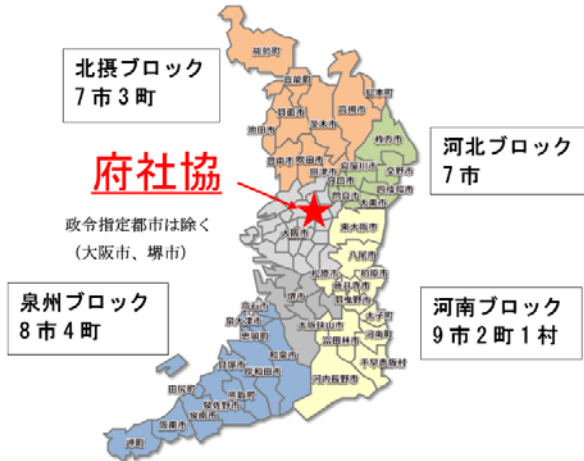 北摂ブロック
7市3町
府社協
政令指定都市は除く
(大阪市、堺市)
河北ブロック
7市
泉州ブロック
8市4町
河南ブロック
9市2町1村
能勢町
豊能町
島本町
高槻市
箕面市
茨木市
池田市
枚方市
豊中市
吹田市
摂津市
寝屋川市
交野市
守口市
門真市
四條畷市
大東市
大阪市
東大阪市
八尾市
松原市
柏原市
藤井寺市
羽曳野市
堺市
高石市
泉大津市
太子町
大阪狭山市
河南町
忠岡町
富田林市
千早赤阪村
和泉市
河内長野市
貝塚市
岸和田市
田尻町
熊取町
泉佐野市
泉南市
阪南市
岬町